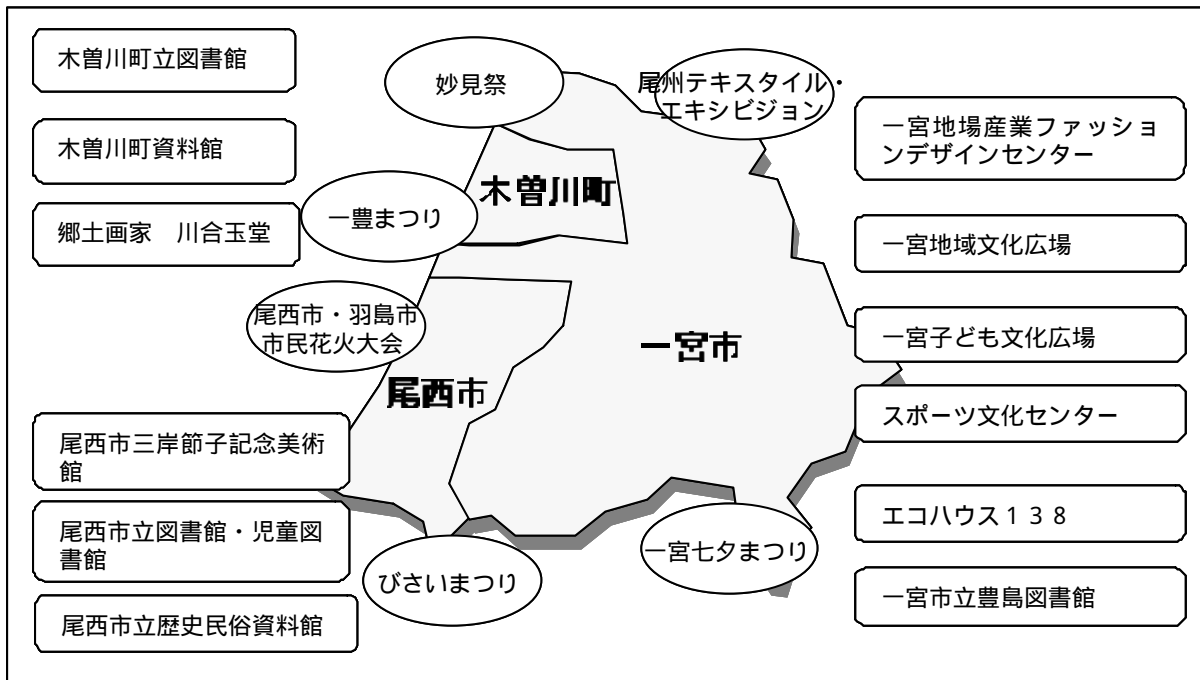 木曽川町立図書館
木曽川町資料館
郷土画家　川合玉堂
妙見祭
一豊まつり
尾西市・羽島市
市民花火大会
尾州テキスタイル・
エキシビジョン
木曽川町
一宮市
尾西市
尾西市三岸節子記念美術
館
尾西市立図書館・児童図
書館
尾西市立歴史民俗資料館
びさいまつり
一宮七夕まつり
一宮地場産業ファッショ
ンデザインセンター
一宮地域文化広場
一宮子ども文化広場
スポーツ文化センター
エコハウス１３８
一宮市立豊島図書館